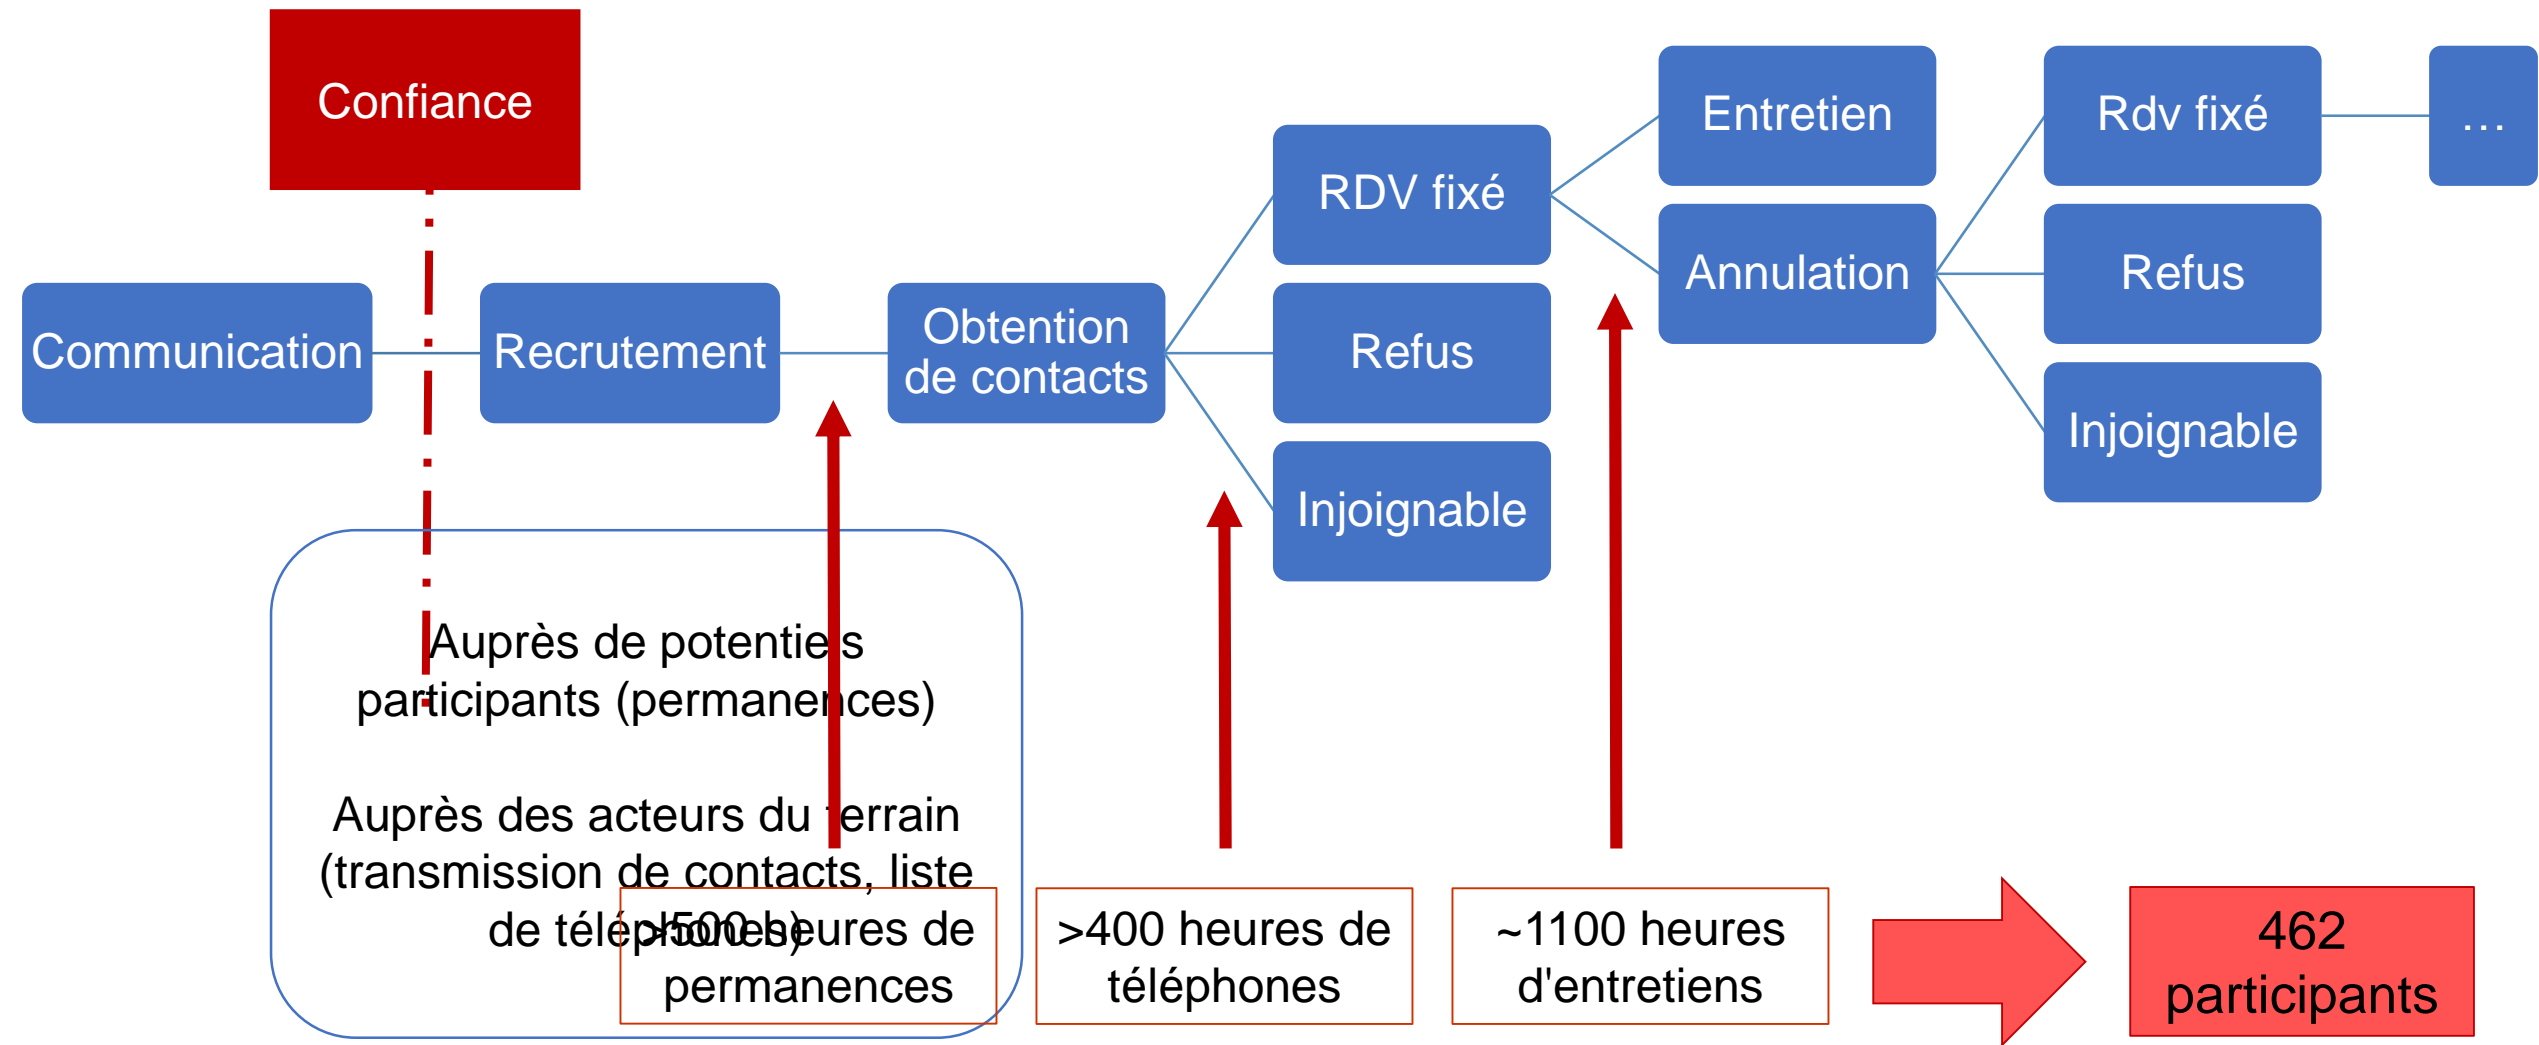 Confiance
Communication
Recrutement
Obtention
de contacts
RDV fixé
Refus
Injoignable
Entretien
Annulation
Rdv fixé
Refus
Injoignable
…
Auprès de potentiels
participants (permanences)
Auprès des acteurs du terrain
(transmission de contacts, liste
de téléphones)
>500 heures de
permanences
>400 heures de
téléphones
~1100 heures
d'entretiens
462
participants